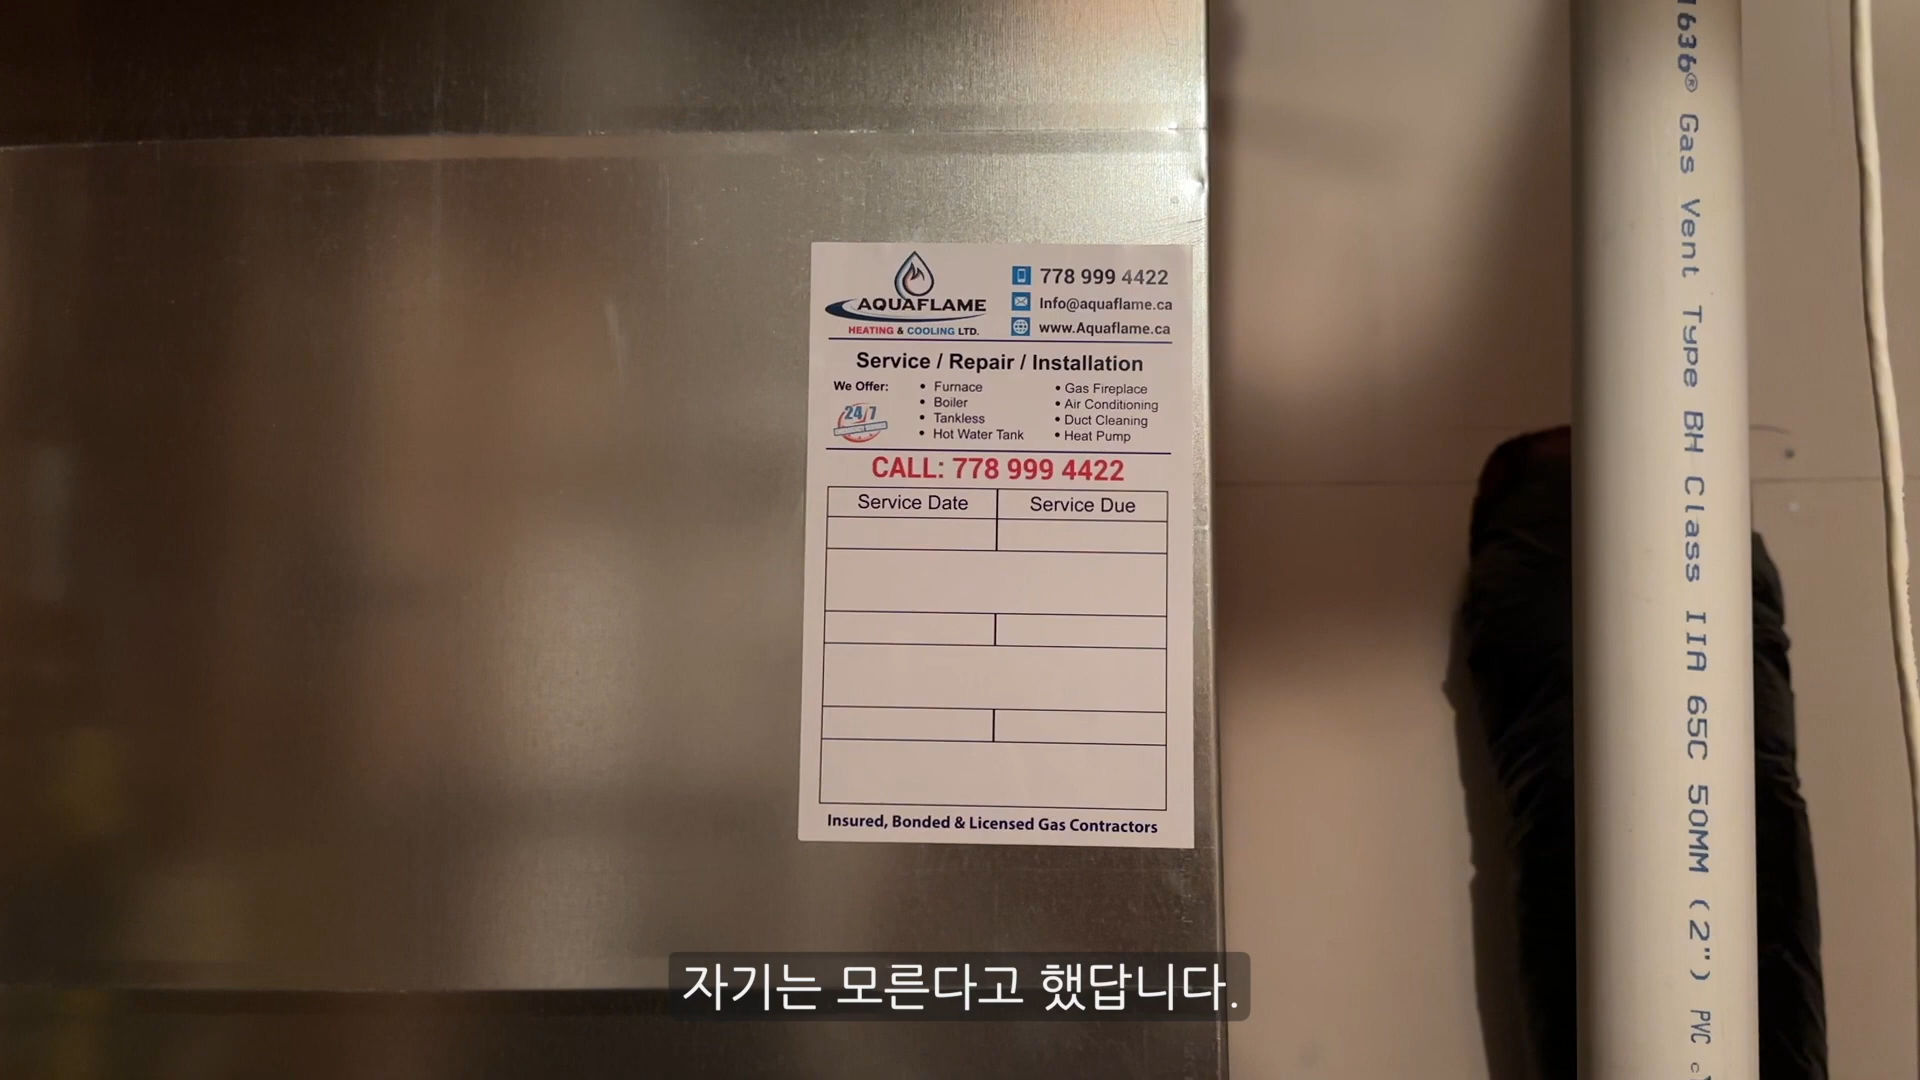 AQUAFLAME
HEATING & COOLING LTD.
778 999 4422
Info@aquaflame.ca
www.Aquaflame.ca
Service / Repair / Installation
We Offer:
24/7
• Furnace
• Boiler
• Tankless
• Hot Water Tank
• Gas Fireplace
• Air Conditioning
• Duct Cleaning
• Heat Pump
CALL: 778 999 4422
Service Date
Service Due
Insured, Bonded & Licensed Gas Contractors
1636® Gas Vent Type BH Class IIA 65C 50MM (2") PVC
자기는 모른다고 했답니다.